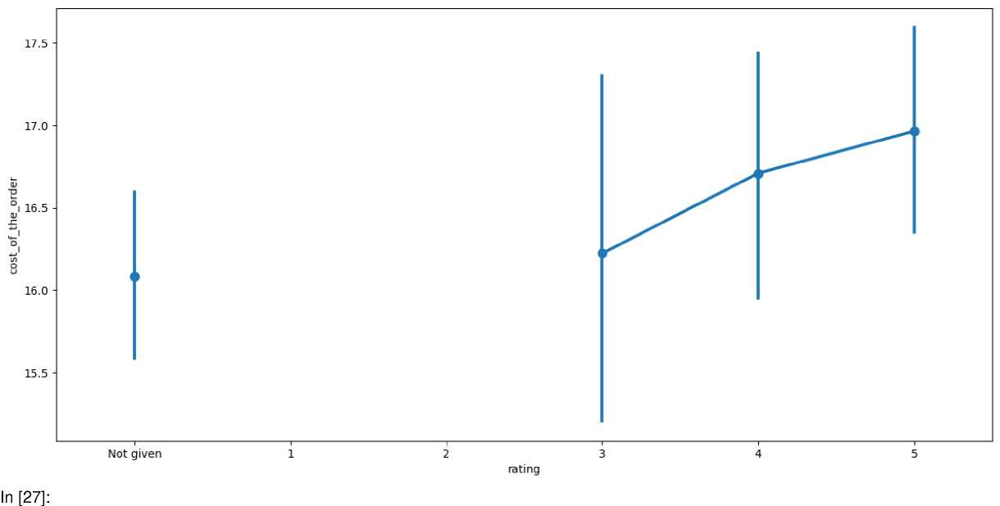 17.5
17.0
16.5
16.0
15.5
cost_of_the_order
Not given 1 2 3 4 5
rating
In [27]: